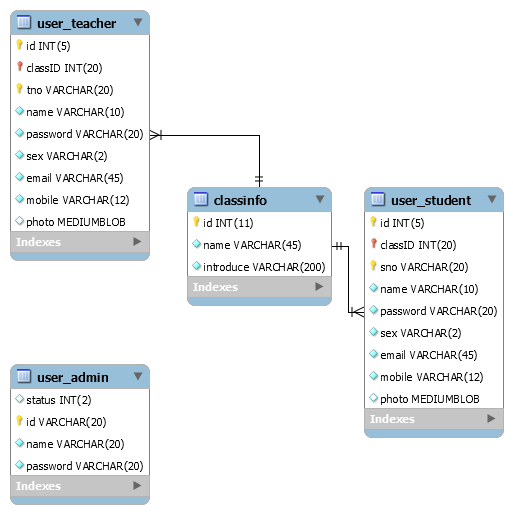 user_teacher
id INT(5)
classID INT(20)
tno VARCHAR(20)
name VARCHAR(10)
password VARCHAR(20)
sex VARCHAR(2)
email VARCHAR(45)
mobile VARCHAR(12)
photo MEDIUMBLOB
Indexes
classinfo
id INT(11)
name VARCHAR(45)
introduce VARCHAR(200)
Indexes
user_student
id INT(5)
classID INT(20)
sno VARCHAR(20)
name VARCHAR(10)
password VARCHAR(20)
sex VARCHAR(2)
email VARCHAR(45)
mobile VARCHAR(12)
photo MEDIUMBLOB
Indexes
user_admin
status INT(2)
id VARCHAR(20)
name VARCHAR(20)
password VARCHAR(20)
Indexes